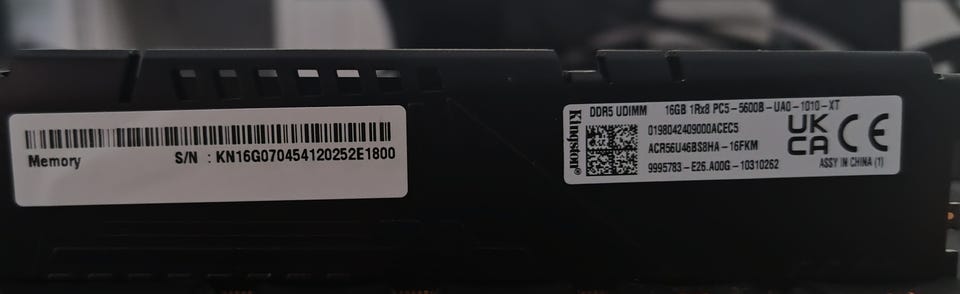 Memory
S/N : KN16G070454120252E1800
Kingston®
DDR5 UDIMM 16GB 1Rx8 PC5-5600B-UA0-1010-XT
0198042409000ACEC5
ACR56U46BS8HA-16FKM
9995783-E26.A00G-10310262
UK
CA
CE
ASSY IN CHINA (1)